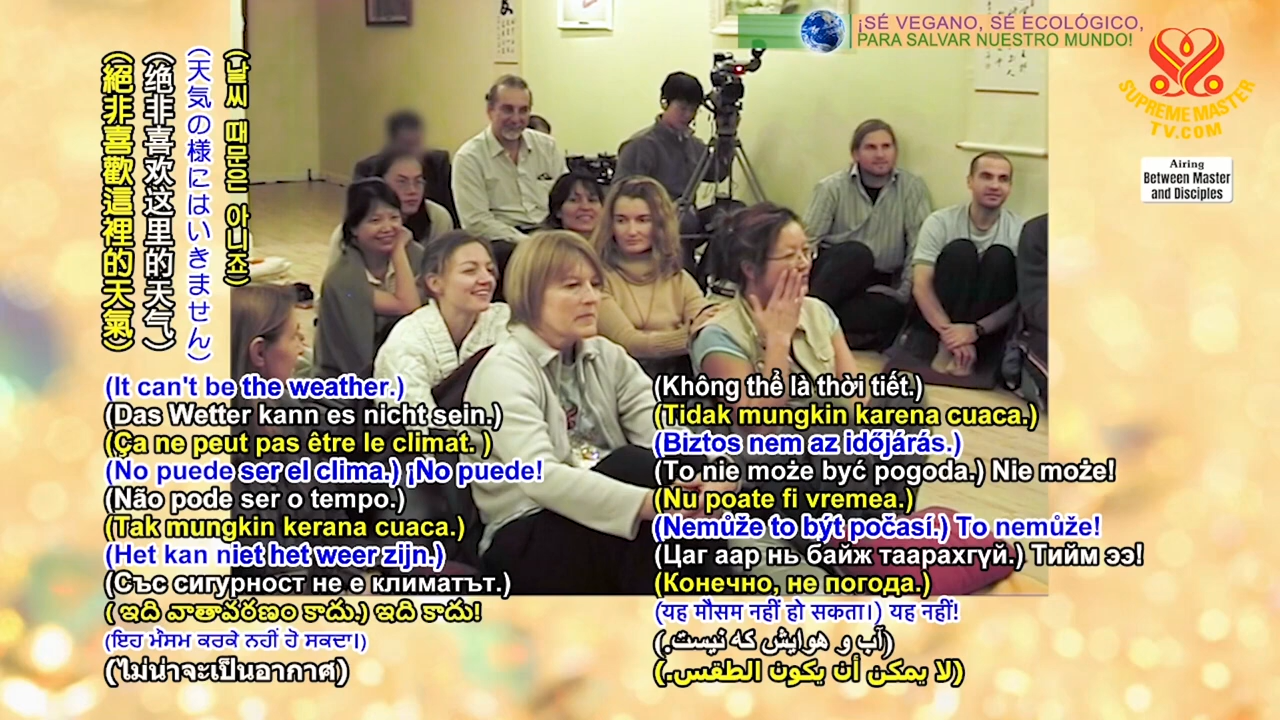 ¡SÉ VEGANO, SÉ ECOLÓGICO,
PARA SALVAR NUESTRO MUNDO!
SUPREME MASTER
TV.COM
Airing
Between Master
and Disciples
(날씨 때문은 아니죠)
(天気の様にはいきません)
(绝非喜欢这里的天气)
(絕非喜歡這裡的天氣)
(It can't be the weather.)
(Das Wetter kann es nicht sein.)
(Ça ne peut pas être le climat. )
(No puede ser el clima.) ¡No puede!
(Não pode ser o tempo.)
(Tak mungkin kerana cuaca.)
(Het kan niet het weer zijn.)
(Със сигурност не е климатът.)
( ఇది వాతావరణం కాదు.) ఇది కాదు!
(ਇਹ ਮੌਸਮ ਕਰਕੇ ਨਹੀਂ ਹੋ ਸਕਦਾ।)
(ไม่น่าจะเป็นอากาศ)
(Không thể là thời tiết.)
(Tidak mungkin karena cuaca.)
(Biztos nem az időjárás.)
(To nie może być pogoda.) Nie może!
(Nu poate fi vremea.)
(Nemůže to být počasí.) To nemůže!
(Цаг аар нь байж таарахгүй.) Тийм ээ!
(Конечно, не погода.)
(यह मौसम नहीं हो सकता।) यह नहीं!
(آب و هوایش که نیست.)
(لا يمكن أن يكون الطقس.)